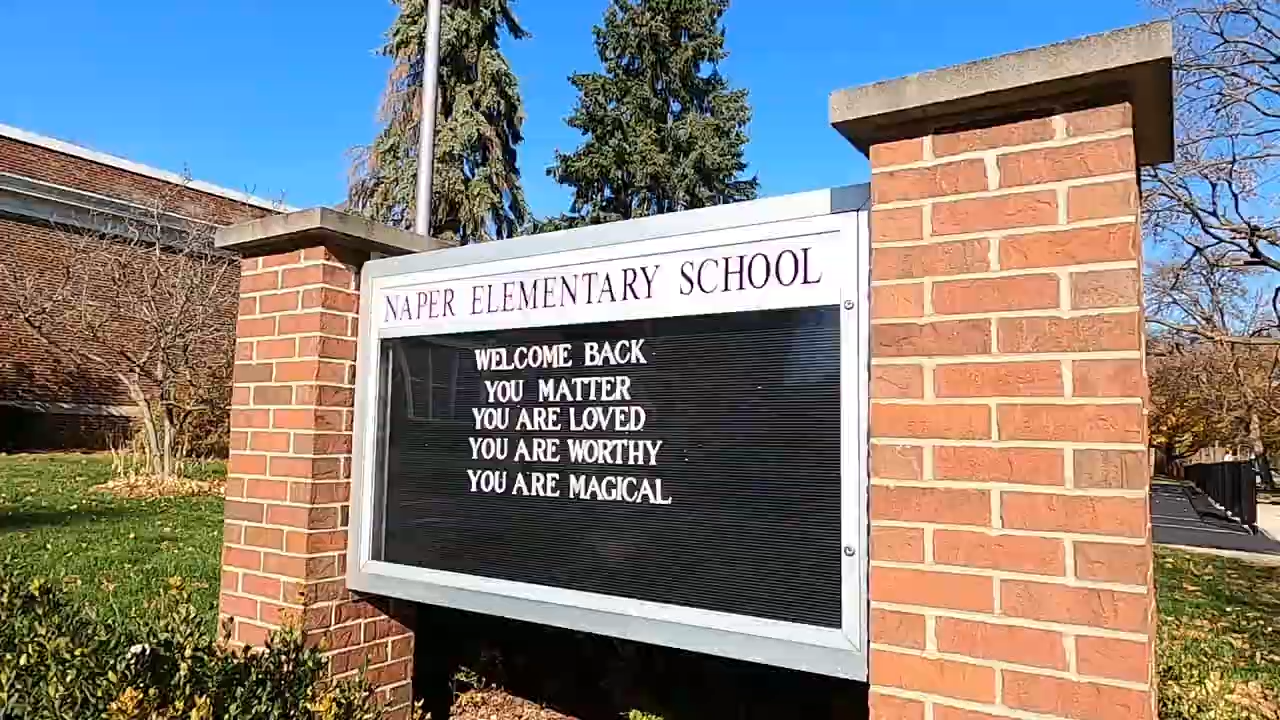 NAPER ELEMENTARY SCHOOL
WELCOME BACK
YOU MATTER
YOU ARE LOVED
YOU ARE WORTHY
YOU ARE MAGICAL